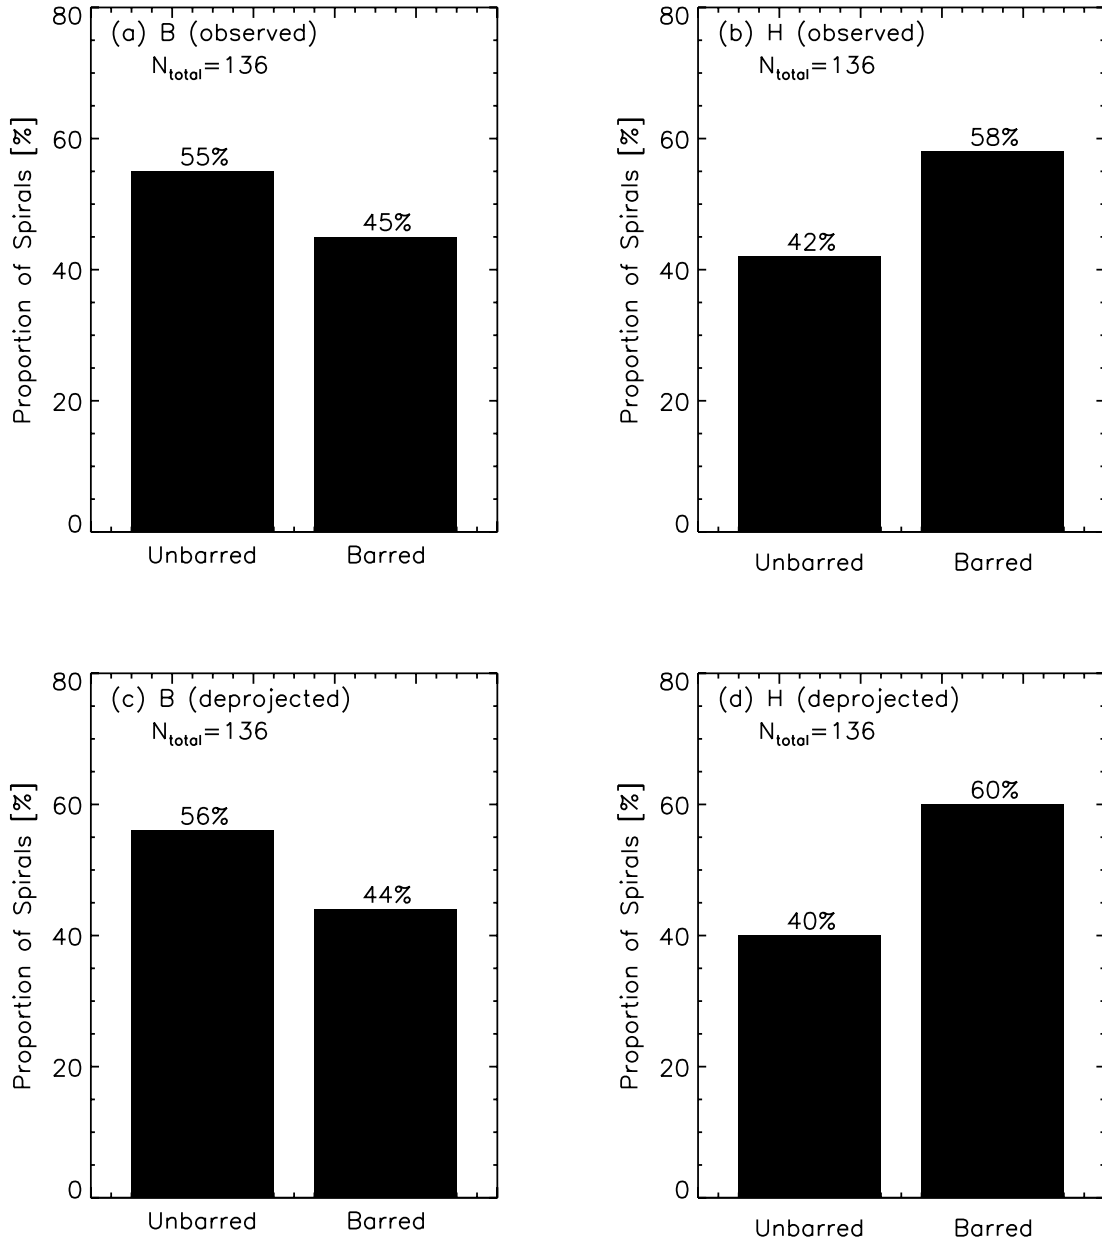 (a) B (observed)
N_total=136
80
60
40
20
0
Proportion of Spirals [%]
55%
45%
Unbarred
Barred
(b) H (observed)
N_total=136
80
60
40
20
0
Proportion of Spirals [%]
42%
58%
Unbarred
Barred
(c) B (deprojected)
N_total=136
80
60
40
20
0
Proportion of Spirals [%]
56%
44%
Unbarred
Barred
(d) H (deprojected)
N_total=136
80
60
40
20
0
Proportion of Spirals [%]
40%
60%
Unbarred
Barred